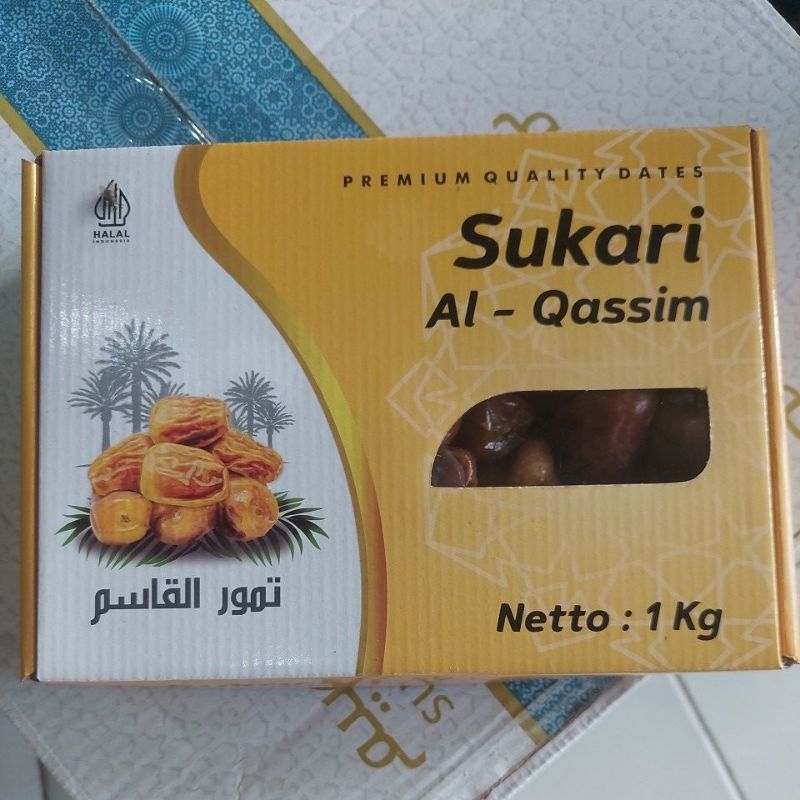 HALAL
INDONESIA
PREMIUM QUALITY DATES
Sukari
Al - Qassim
تمور القاسم
Netto : 1 Kg